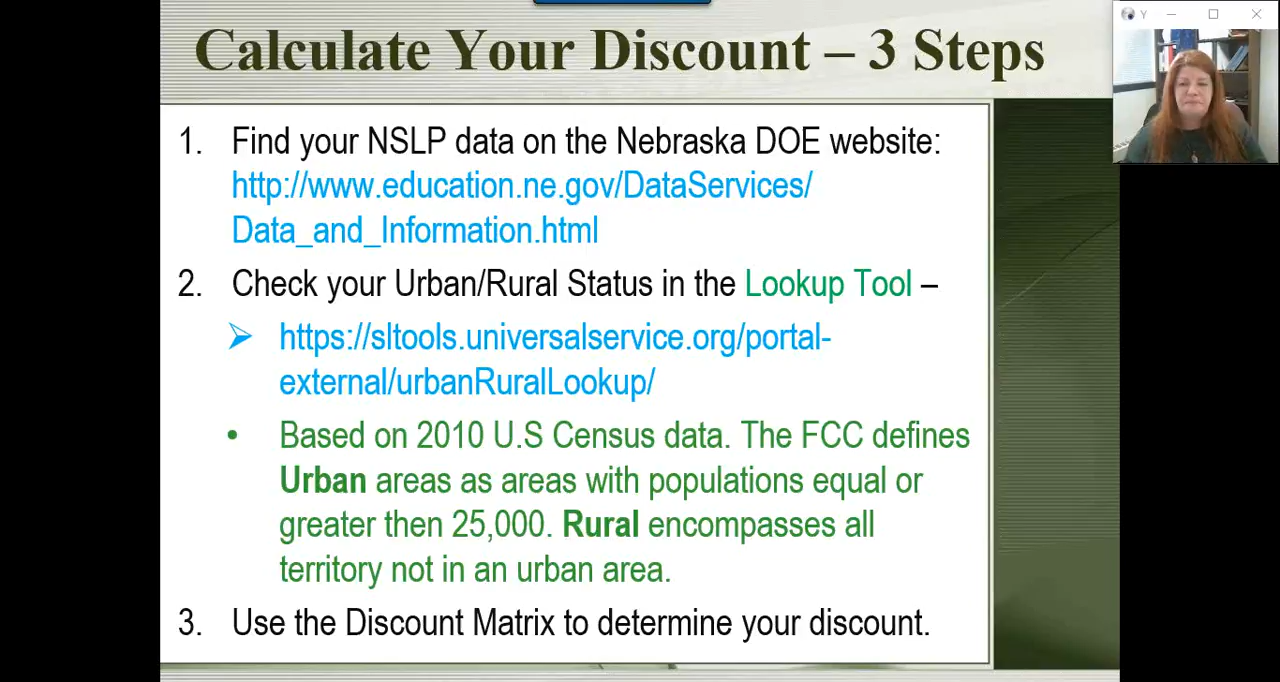 Y
Calculate Your Discount – 3 Steps
1. Find your NSLP data on the Nebraska DOE website:
http://www.education.ne.gov/DataServices/
Data_and_Information.html
2. Check your Urban/Rural Status in the Lookup Tool –
➢ https://sltools.universalservice.org/portal-
external/urbanRuralLookup/
• Based on 2010 U.S Census data. The FCC defines
Urban areas as areas with populations equal or
greater then 25,000. Rural encompasses all
territory not in an urban area.
3. Use the Discount Matrix to determine your discount.